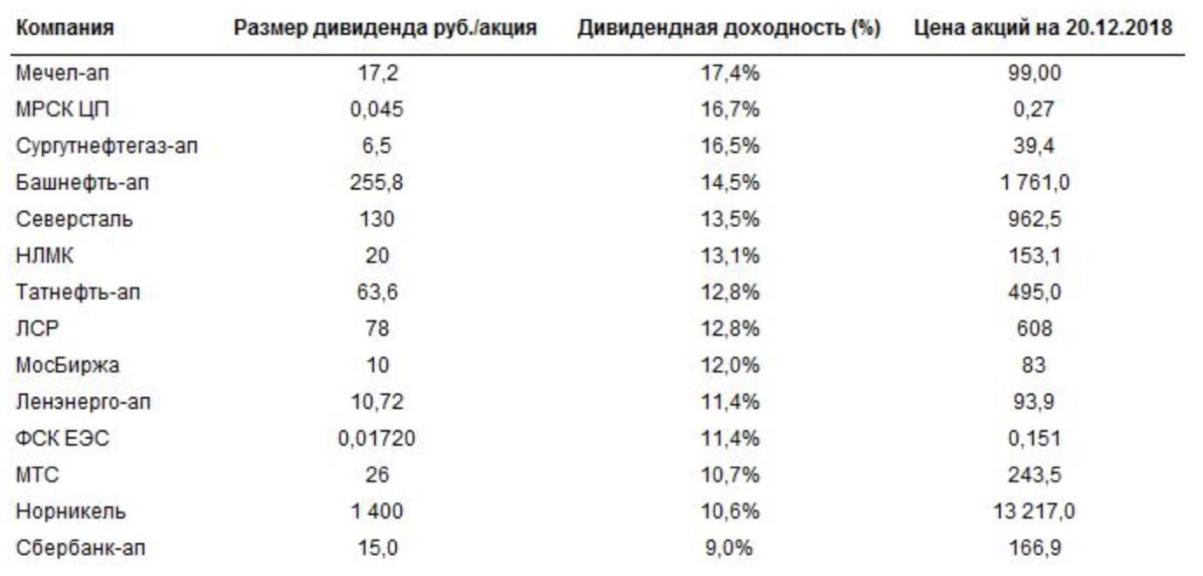 Компания Размер дивиденда руб./акция Дивидендная доходность (%) Цена акций на 20.12.2018
Мечел-ап 17,2 17,4% 99,00
МРСК ЦП 0,045 16,7% 0,27
Сургутнефтегаз-ап 6,5 16,5% 39,4
Башнефть-ап 255,8 14,5% 1 761,0
Северсталь 130 13,5% 962,5
НЛМК 20 13,1% 153,1
Татнефть-ап 63,6 12,8% 495,0
ЛСР 78 12,8% 608
МосБиржа 10 12,0% 83
Ленэнерго-ап 10,72 11,4% 93,9
ФСК ЕЭС 0,01720 11,4% 0,151
МТС 26 10,7% 243,5
Норникель 1 400 10,6% 13 217,0
Сбербанк-ап 15,0 9,0% 166,9